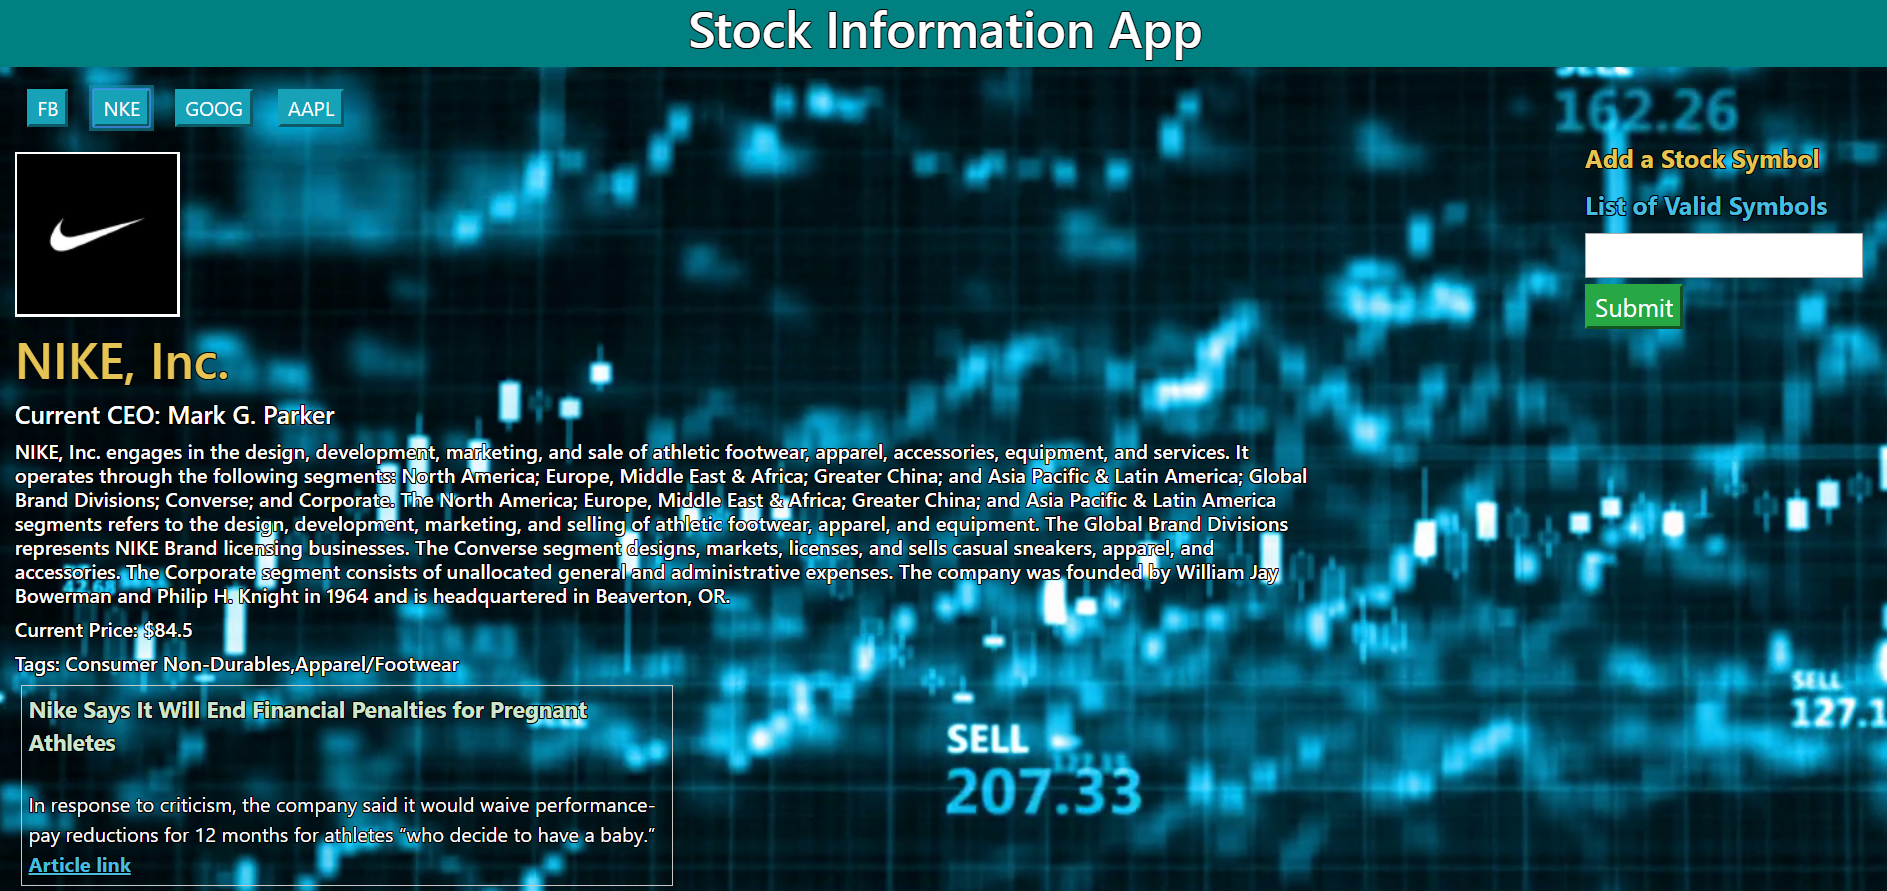 Stock Information App
FB
NKE
GOOG
AAPL
SELL
162.26
Add a Stock Symbol
List of Valid Symbols
Submit
NIKE, Inc.
Current CEO: Mark G. Parker
NIKE, Inc. engages in the design, development, marketing, and sale of athletic footwear, apparel, accessories, equipment, and services. It
operates through the following segments: North America; Europe, Middle East & Africa; Greater China; and Asia Pacific & Latin America; Global
Brand Divisions; Converse; and Corporate. The North America; Europe, Middle East & Africa; Greater China; and Asia Pacific & Latin America
segments refers to the design, development, marketing, and selling of athletic footwear, apparel, and equipment. The Global Brand Divisions
represents NIKE Brand licensing businesses. The Converse segment designs, markets, licenses, and sells casual sneakers, apparel, and
accessories. The Corporate segment consists of unallocated general and administrative expenses. The company was founded by William Jay
Bowerman and Philip H. Knight in 1964 and is headquartered in Beaverton, OR.
Current Price: $84.5
Tags: Consumer Non-Durables,Apparel/Footwear
Nike Says It Will End Financial Penalties for Pregnant
Athletes
In response to criticism, the company said it would waive performance-
pay reductions for 12 months for athletes “who decide to have a baby.”
Article link
SELL
207.33
SELL
127.1